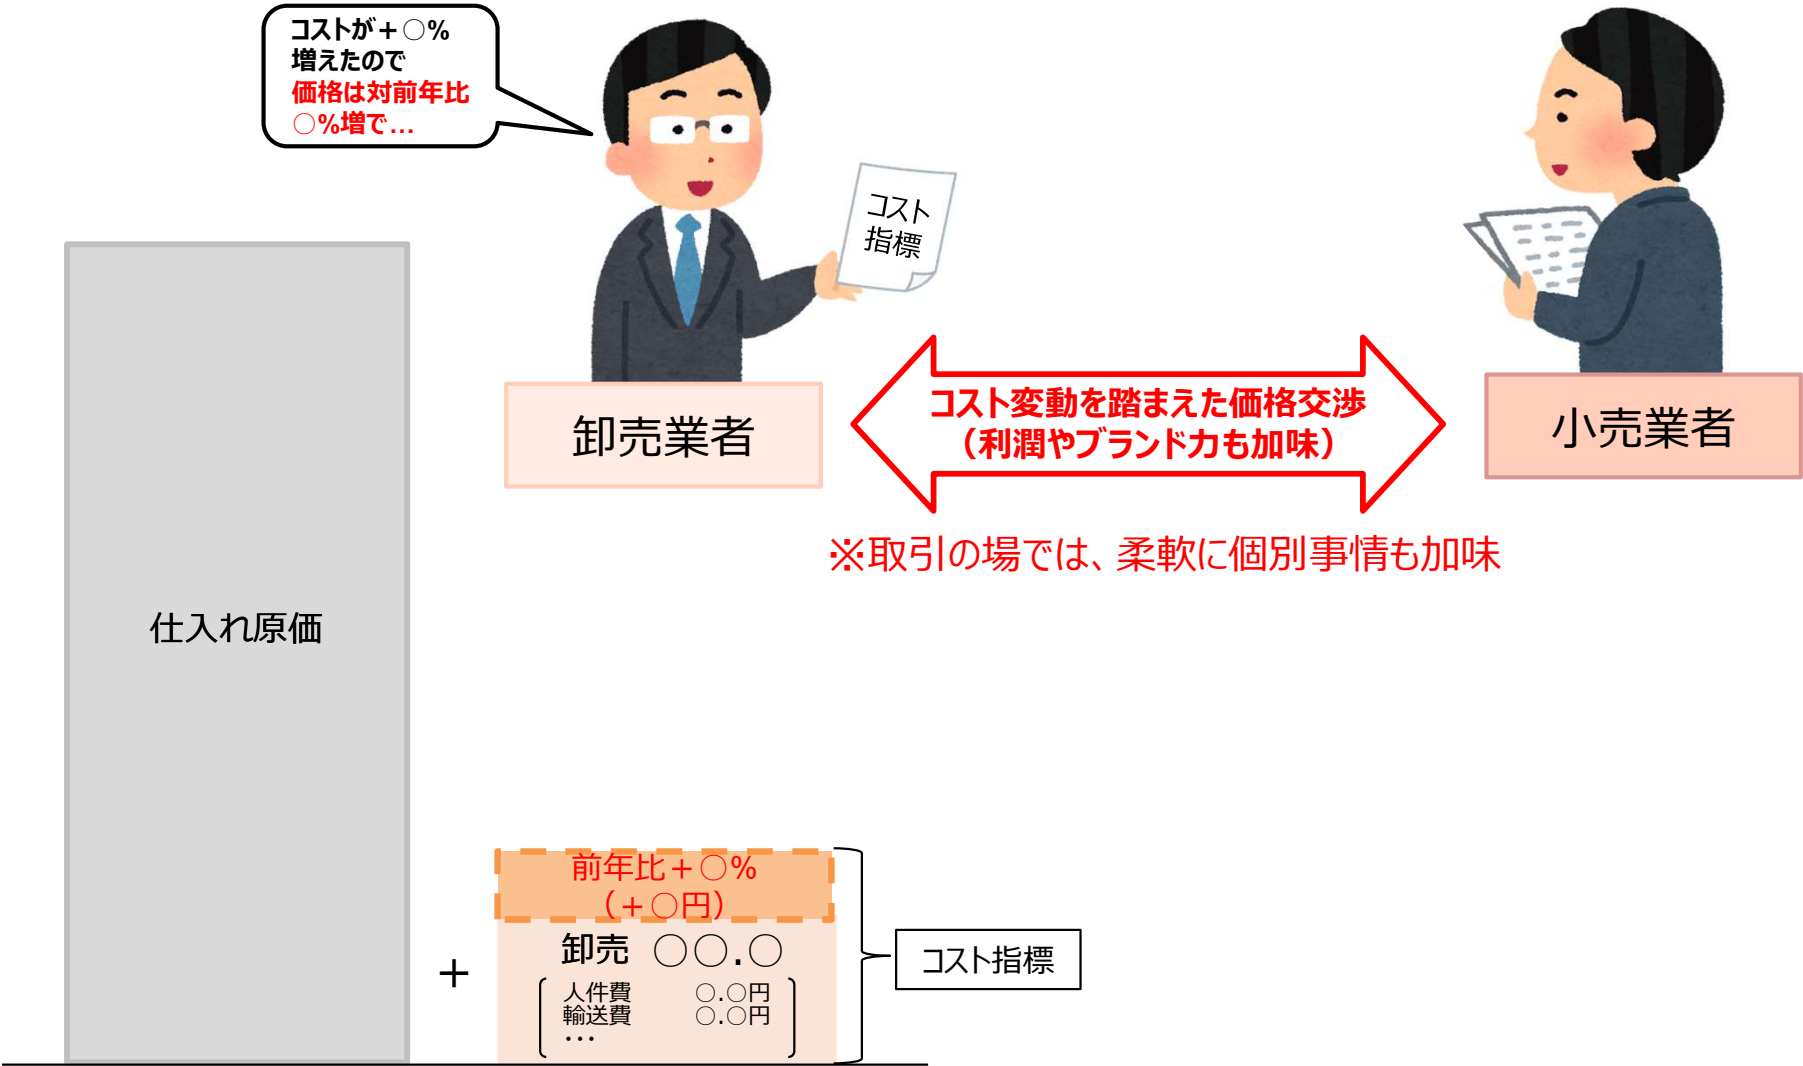 コストが+○%
増えたので
価格は対前年比
○%増で...
コスト
指標
卸売業者
コスト変動を踏まえた価格交渉
（利潤やブランド力も加味）
小売業者
※取引の場では、柔軟に個別事情も加味
仕入れ原価
+
前年比+○%
（+○円）
卸売 ○○.○
人件費 ○.○円
輸送費 ○.○円
・・・
コスト指標